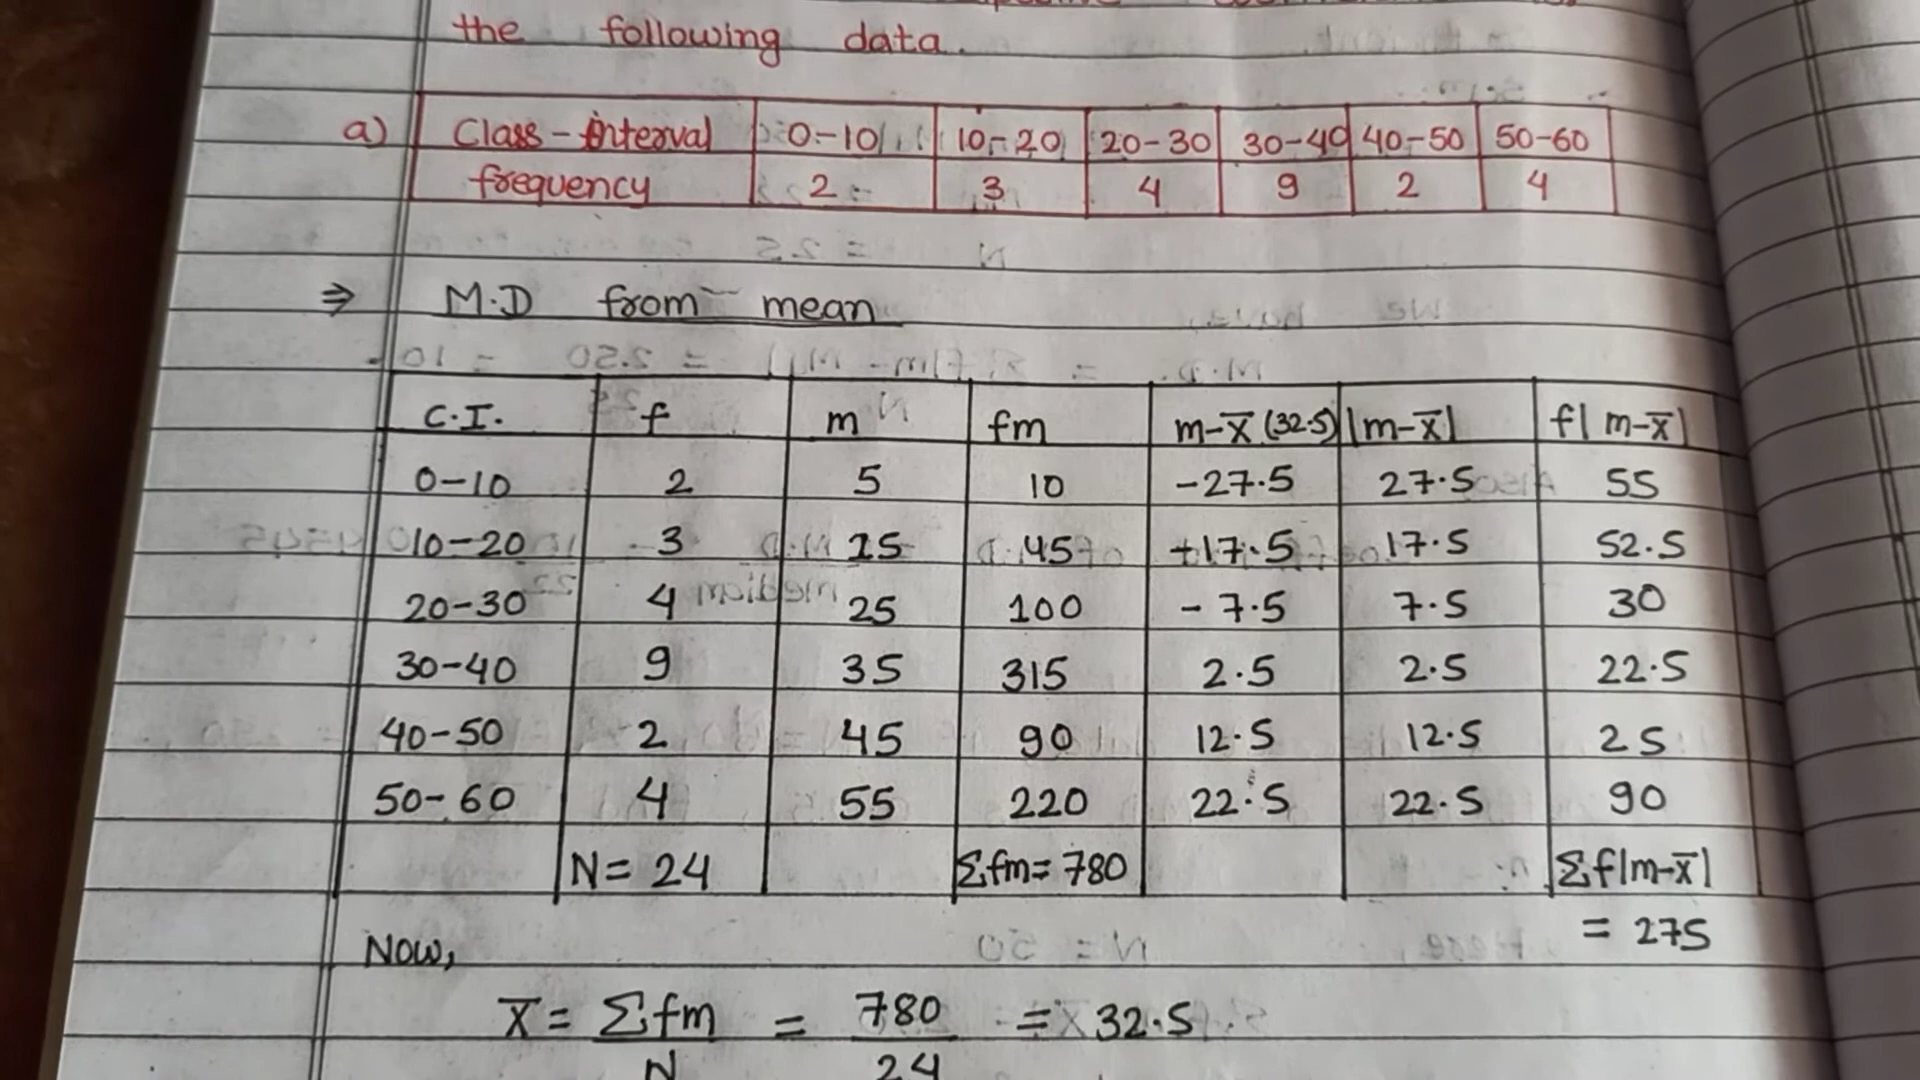 the following data.
a) Class-Interval 0-10 10-20 20-30 30-40 40-50 50-60
frequency 2 3 4 9 2 4
⇒ M.D from mean
C.I. f m fm m-x̅ (32.5) |m-x̅| f|m-x̅|
0-10 2 5 10 -27.5 27.5 55
10-20 3 15 45 +17.5 17.5 52.5
20-30 4 25 100 -7.5 7.5 30
30-40 9 35 315 2.5 2.5 22.5
40-50 2 45 90 12.5 12.5 25
50-60 4 55 220 22.5 22.5 90
N=24 Σfm=780 Σf|m-x̅|
= 275
Now,
x̅ = Σfm = 780 = 32.5
N 24